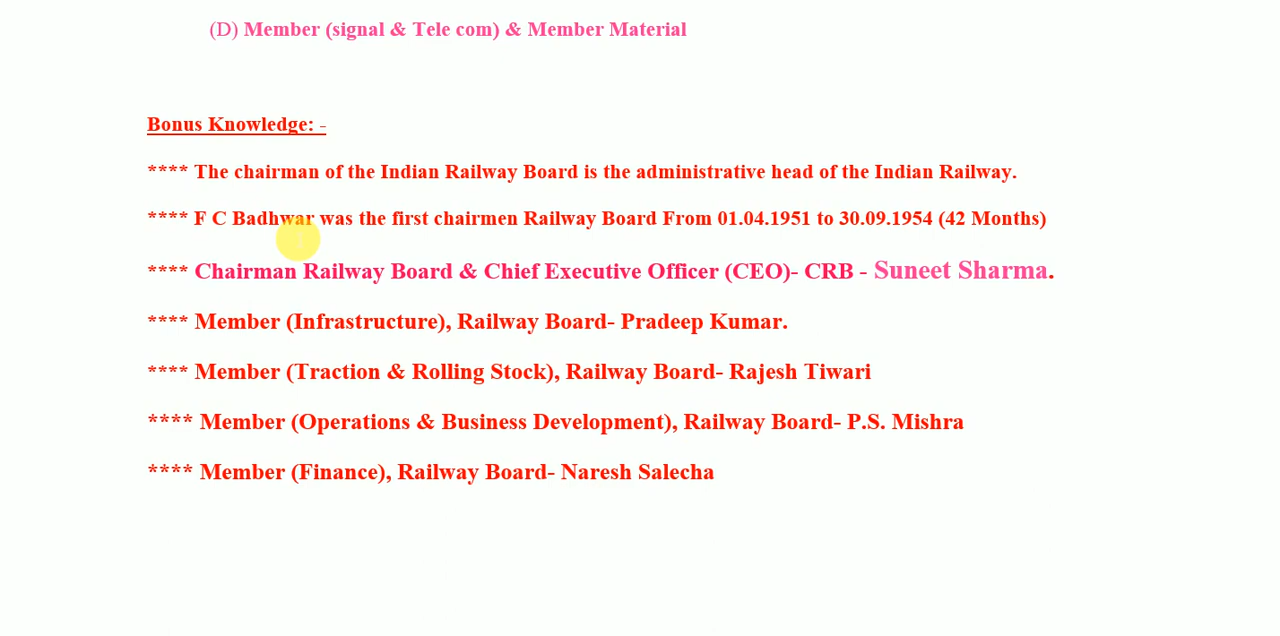 (D) Member (signal & Tele com) & Member Material
Bonus Knowledge: -
**** The chairman of the Indian Railway Board is the administrative head of the Indian Railway.
**** F C Badhwar was the first chairmen Railway Board From 01.04.1951 to 30.09.1954 (42 Months)
**** Chairman Railway Board & Chief Executive Officer (CEO)- CRB - Suneet Sharma.
**** Member (Infrastructure), Railway Board- Pradeep Kumar.
**** Member (Traction & Rolling Stock), Railway Board- Rajesh Tiwari
**** Member (Operations & Business Development), Railway Board- P.S. Mishra
**** Member (Finance), Railway Board- Naresh Salecha